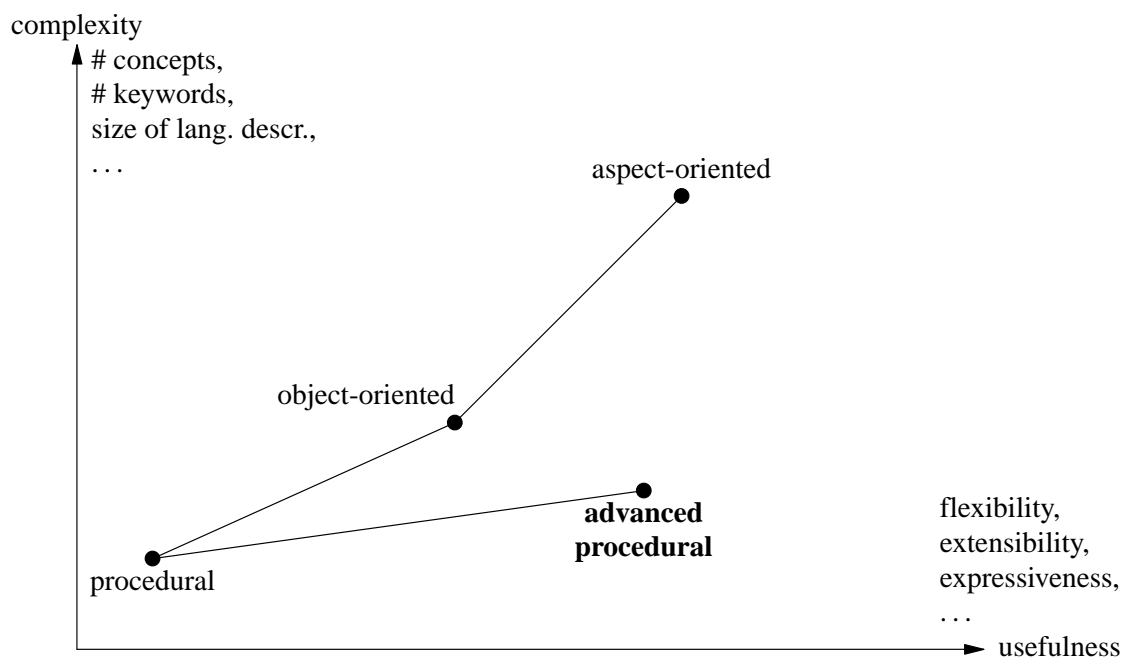 complexity
# concepts,
# keywords,
size of lang. descr.,
. . .
aspect-oriented
object-oriented
advanced
procedural
procedural
flexibility,
extensibility,
expressiveness,
. . .
usefulness